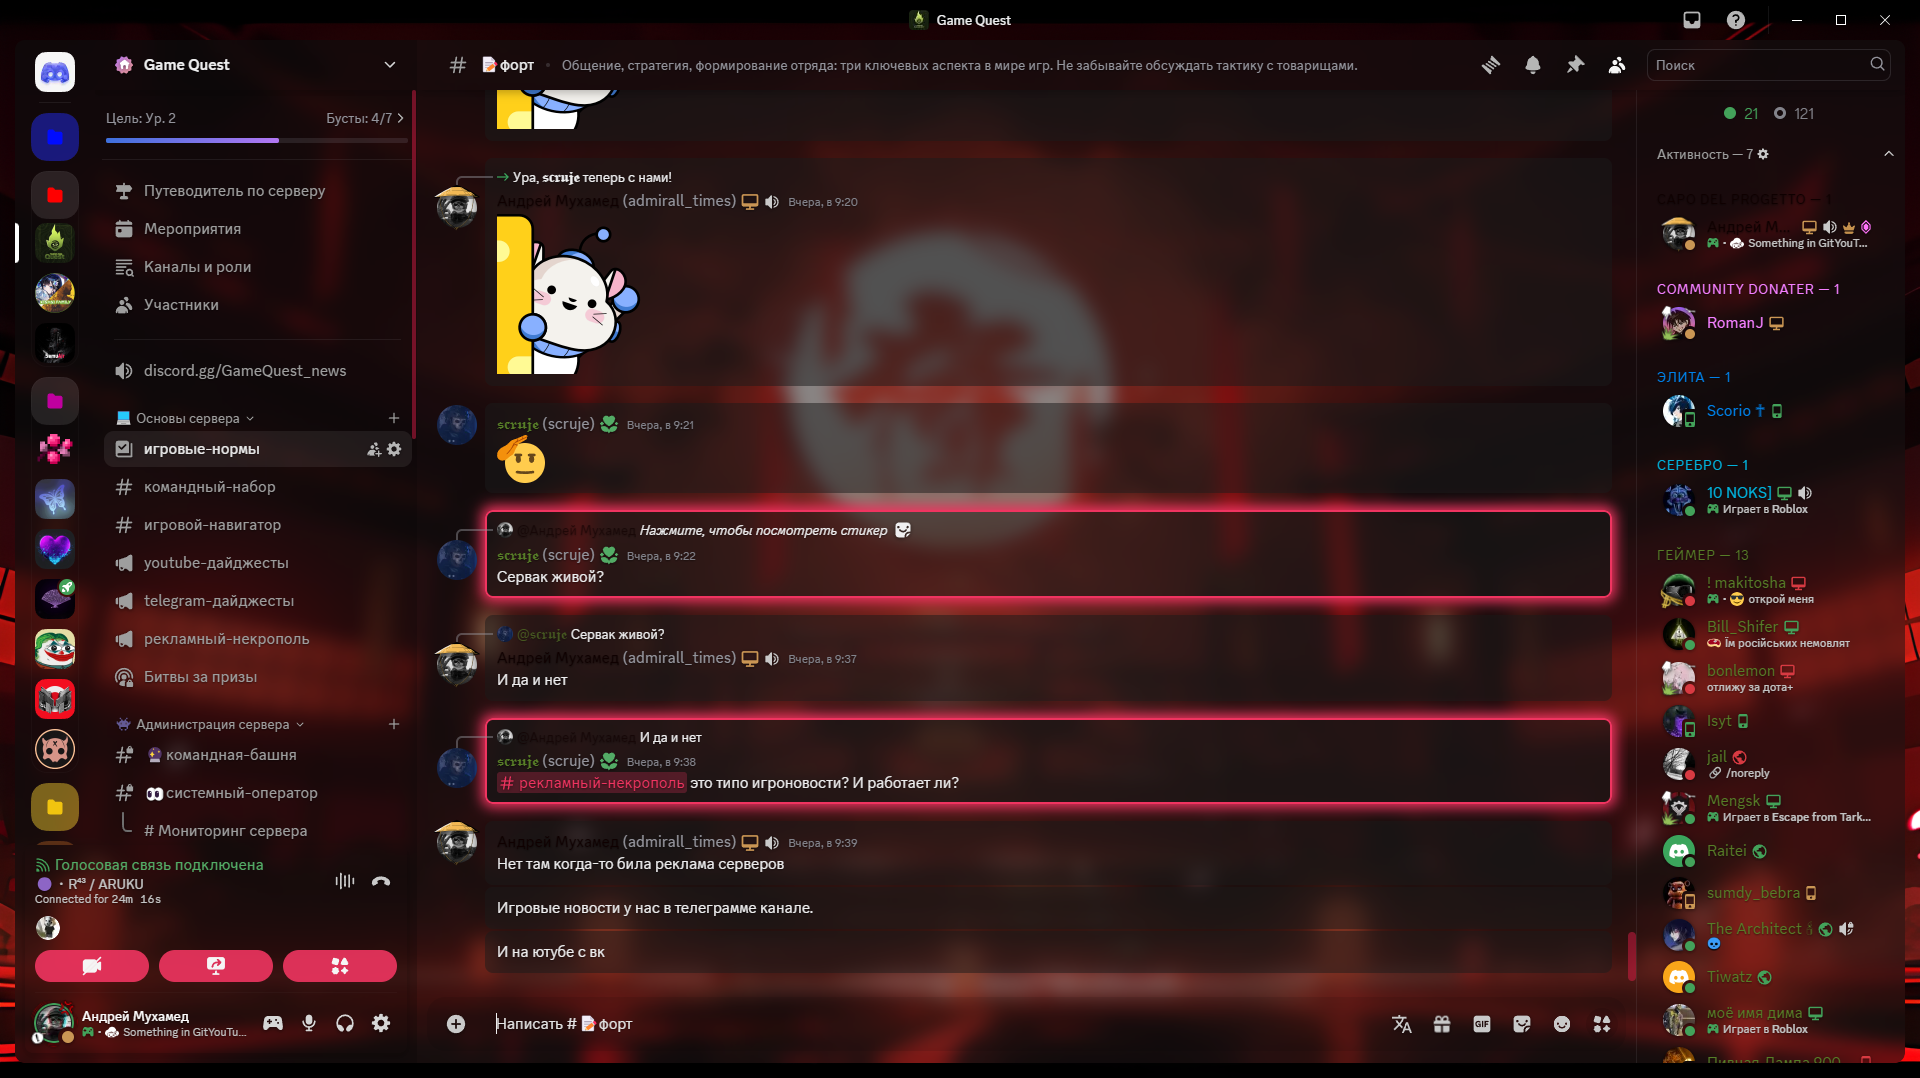 Game Quest
Game Quest
Цель: Ур. 2
Бусты: 4/7
Путеводитель по серверу
Мероприятия
Каналы и роли
Участники
discord.gg/GameQuest_news
Основы сервера
игровые-нормы
командный-набор
игровой-навигатор
youtube-дайджесты
telegram-дайджесты
рекламный-некрополь
Битвы за призы
Администрация сервера
командная-башня
системный-оператор
# Мониторинг сервера
Голосовая связь подключена
· R⁴³ / ARUKU
Connected for 24m 16s
Андрей Мухамед
Something in GitYouTu...
# форт
Общение, стратегия, формирование отряда: три ключевых аспекта в мире игр. Не забывайте обсуждать тактику с товарищами.
Поиск
Ура, scruje теперь с нами!
Андрей Мухамед (admirall_times) Вчера, в 9:20
scruje (scruje) Вчера, в 9:21
@Андрей Мухамед Нажмите, чтобы посмотреть стикер
scruje (scruje) Вчера, в 9:22
Сервак живой?
@scruje Сервак живой?
Андрей Мухамед (admirall_times) Вчера, в 9:37
И да и нет
@Андрей Мухамед И да и нет
scruje (scruje) Вчера, в 9:38
# рекламный-некрополь это типо игроновости? И работает ли?
Андрей Мухамед (admirall_times) Вчера, в 9:39
Нет там когда-то била реклама серверов
Игровые новости у нас в телеграмме канале.
И на ютубе с вк
Написать # форт
GIF
21 121
Активность — 7
CAPO DEL PROGETTO — 1
Андрей М...
Something in GitYouT...
COMMUNITY DONATER — 1
RomanJ
ЭЛИТА — 1
Scorio †
СЕРЕБРО — 1
10 NOKS]
Играет в Roblox
ГЕЙМЕР — 13
! makitosha
· открой меня
Bill_Shifer
Їм російських немовлят
bonlemon
отлижу за дота+
Isyt
jail
/noreply
Mengsk
Играет в Escape from Tark...
Raitei
sumdy_bebra
The Architect
Tiwatz
моё имя дима
Играет в Roblox